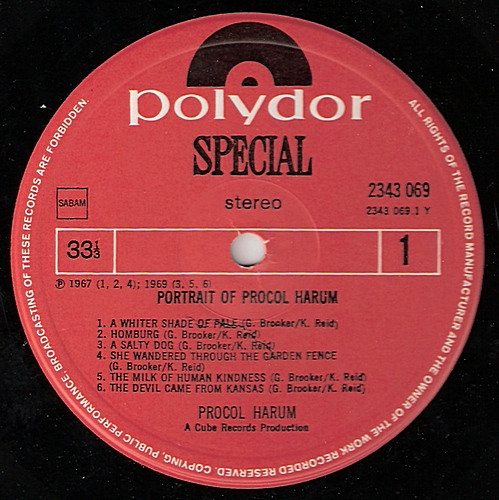 polydor
SPECIAL
stereo
SABAM
2343 069
2343 069.1 Y
33⅓
1
℗ 1967 (1, 2, 4); 1969 (3, 5, 6)
PORTRAIT OF PROCOL HARUM
1. A WHITER SHADE OF PALE (G. Brooker/K. Reid)
2. HOMBURG (G. Brooker/K. Reid)
3. A SALTY DOG (G. Brooker/K. Reid)
4. SHE WANDERED THROUGH THE GARDEN FENCE
(G. Brooker/K. Reid)
5. THE MILK OF HUMAN KINDNESS (G. Brooker/K. Reid)
6. THE DEVIL CAME FROM KANSAS (G. Brooker/K. Reid)
PROCOL HARUM
A Cube Records Production
ALL RIGHTS OF THE RECORD MANUFACTURER AND THE OWNER OF THE WORK RECORDED RESERVED. COPYING, PUBLIC PERFORMANCE, BROADCASTING OF THESE RECORDS ARE FORBIDDEN.